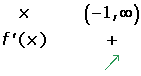 x (−1,∞)
f'(x) +
↗